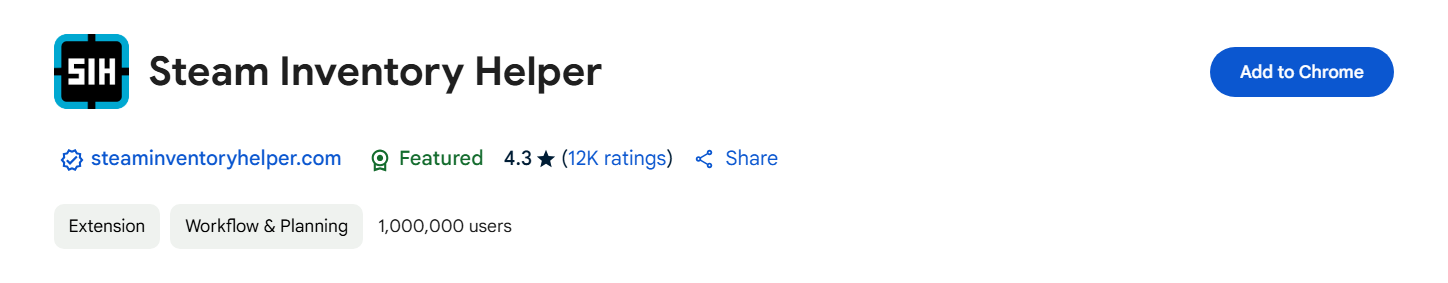 SIH Steam Inventory Helper Add to Chrome
steaminventoryhelper.com Featured 4.3 ★ (12K ratings) Share
Extension Workflow & Planning 1,000,000 users